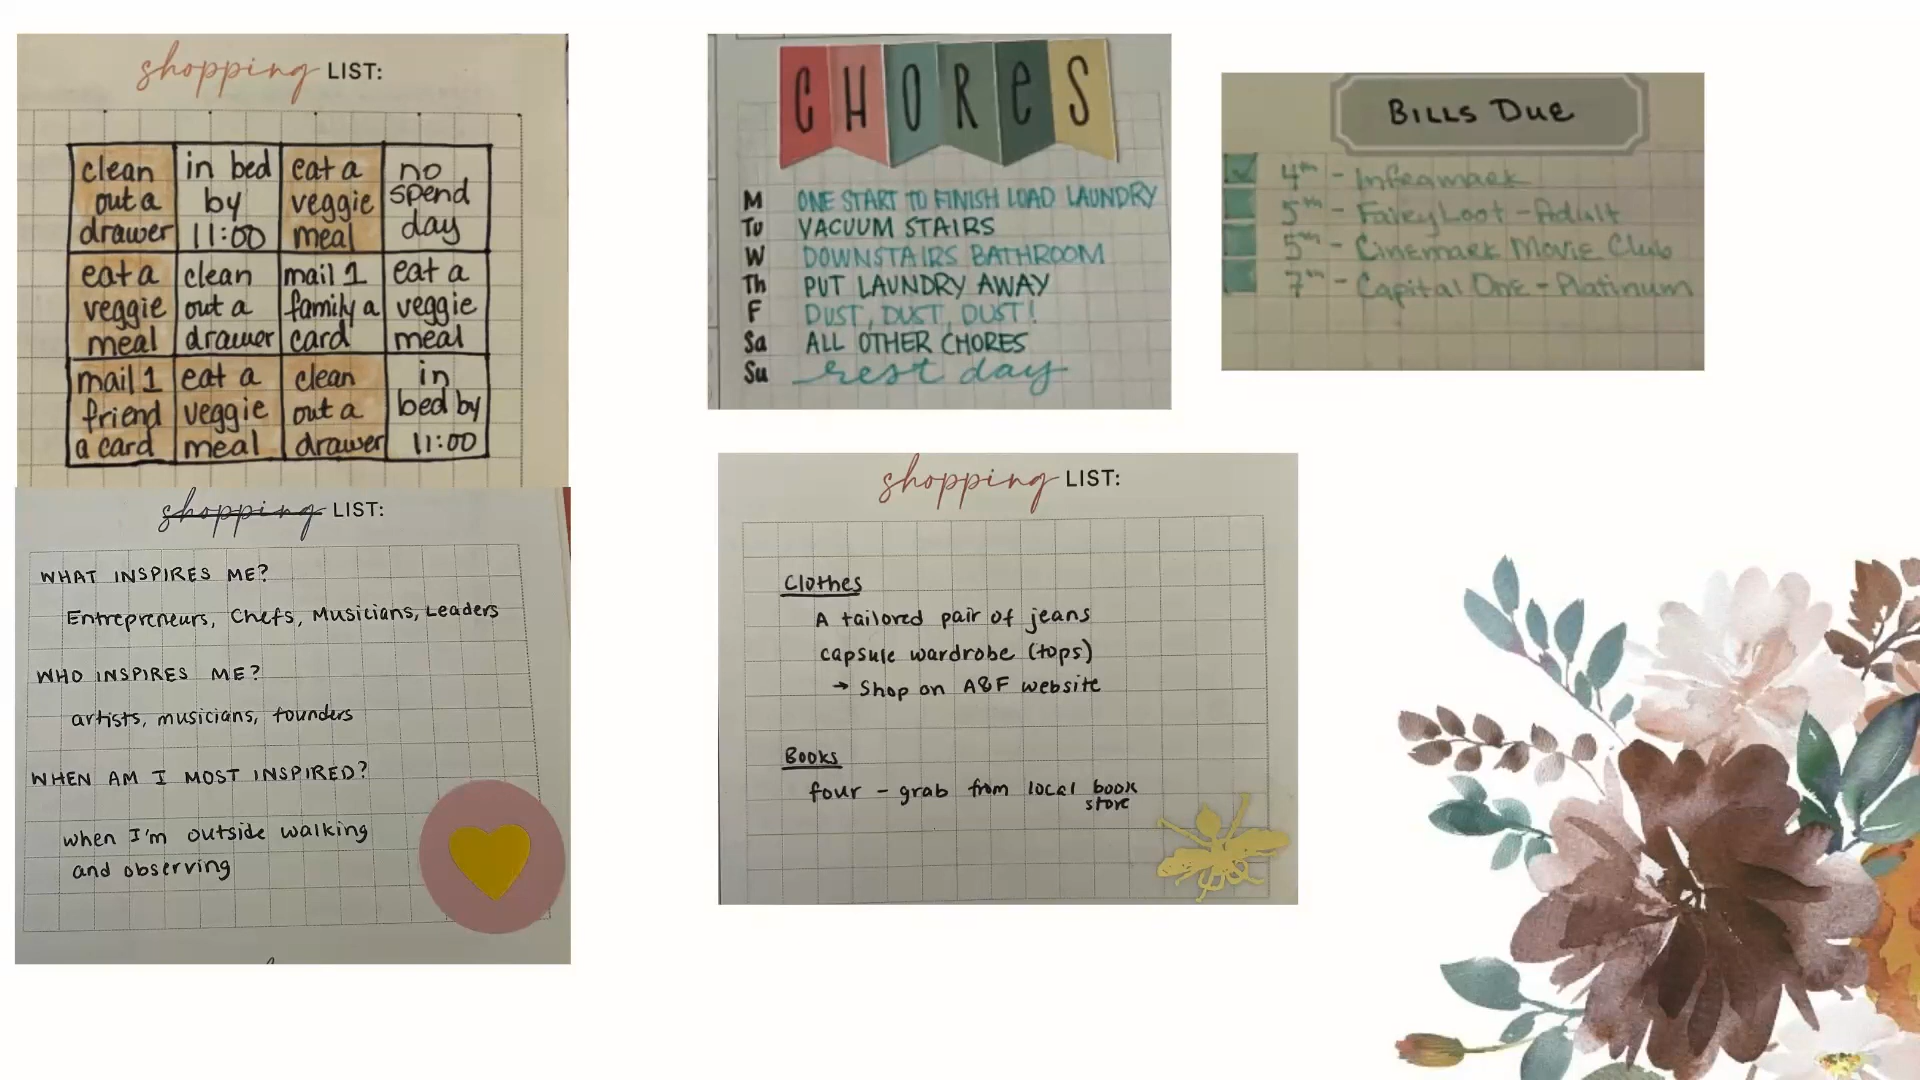 shopping LIST:
clean out a drawer
in bed by 11:00
eat a veggie meal
no spend day
eat a veggie meal
clean out a drawer
mail 1 family a card
eat a veggie meal
mail 1 friend a card
eat a veggie meal
clean out a drawer
in bed by 11:00
shopping LIST:
WHAT INSPIRES ME?
Entrepreneurs, Chefs, Musicians, Leaders
WHO INSPIRES ME?
artists, musicians, founders
WHEN AM I MOST INSPIRED?
when I'm outside walking
and observing
CHOReS
M ONE START TO FINISH LOAD LAUNDRY
Tu VACUUM STAIRS
W DOWNSTAIRS BATHROOM
Th PUT LAUNDRY AWAY
F DUST, DUST, DUST!
Sa ALL OTHER CHORES
Su rest day
BILLS DUE
4th - Inframark
5th - FairyLoot - Adult
5th - Cinemark Movie Club
7th - Capital One - Platinum
shopping LIST:
Clothes
A tailored pair of jeans
capsule wardrobe (tops)
→ Shop on A&F website
Books
four - grab from local book
store